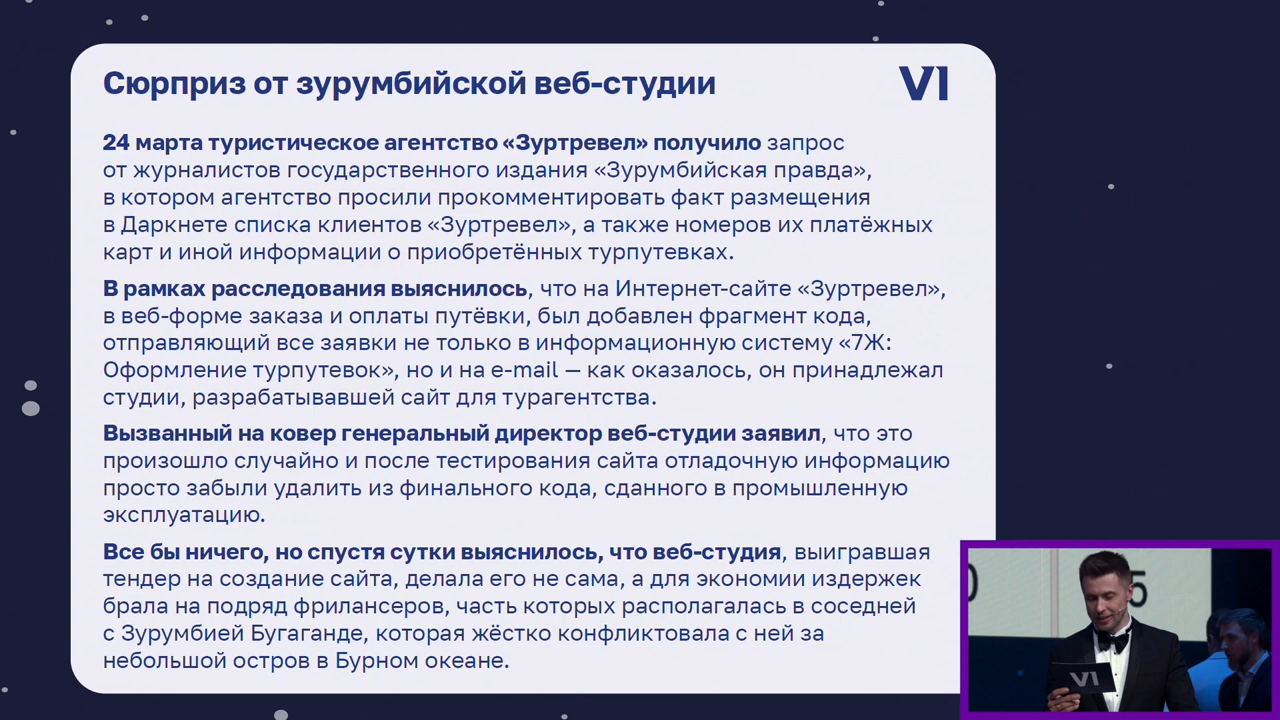 Сюрприз от зурумбийской веб-студии
VI
24 марта туристическое агентство «Зуртревел» получило запрос
от журналистов государственного издания «Зурумбийская правда»,
в котором агентство просили прокомментировать факт размещения
в Даркнете списка клиентов «Зуртревел», а также номеров их платёжных
карт и иной информации о приобретённых турпутевках.
В рамках расследования выяснилось, что на Интернет-сайте «Зуртревел»,
в веб-форме заказа и оплаты путёвки, был добавлен фрагмент кода,
отправляющий все заявки не только в информационную систему «7Ж:
Оформление турпутевок», но и на e-mail — как оказалось, он принадлежал
студии, разрабатывавшей сайт для турагентства.
Вызванный на ковер генеральный директор веб-студии заявил, что это
произошло случайно и после тестирования сайта отладочную информацию
просто забыли удалить из финального кода, сданного в промышленную
эксплуатацию.
Все бы ничего, но спустя сутки выяснилось, что веб-студия, выигравшая
тендер на создание сайта, делала его не сама, а для экономии издержек
брала на подряд фрилансеров, часть которых располагалась в соседней
с Зурумбией Бугаганде, которая жёстко конфликтовала с ней за
небольшой остров в Бурном океане.
5
VI